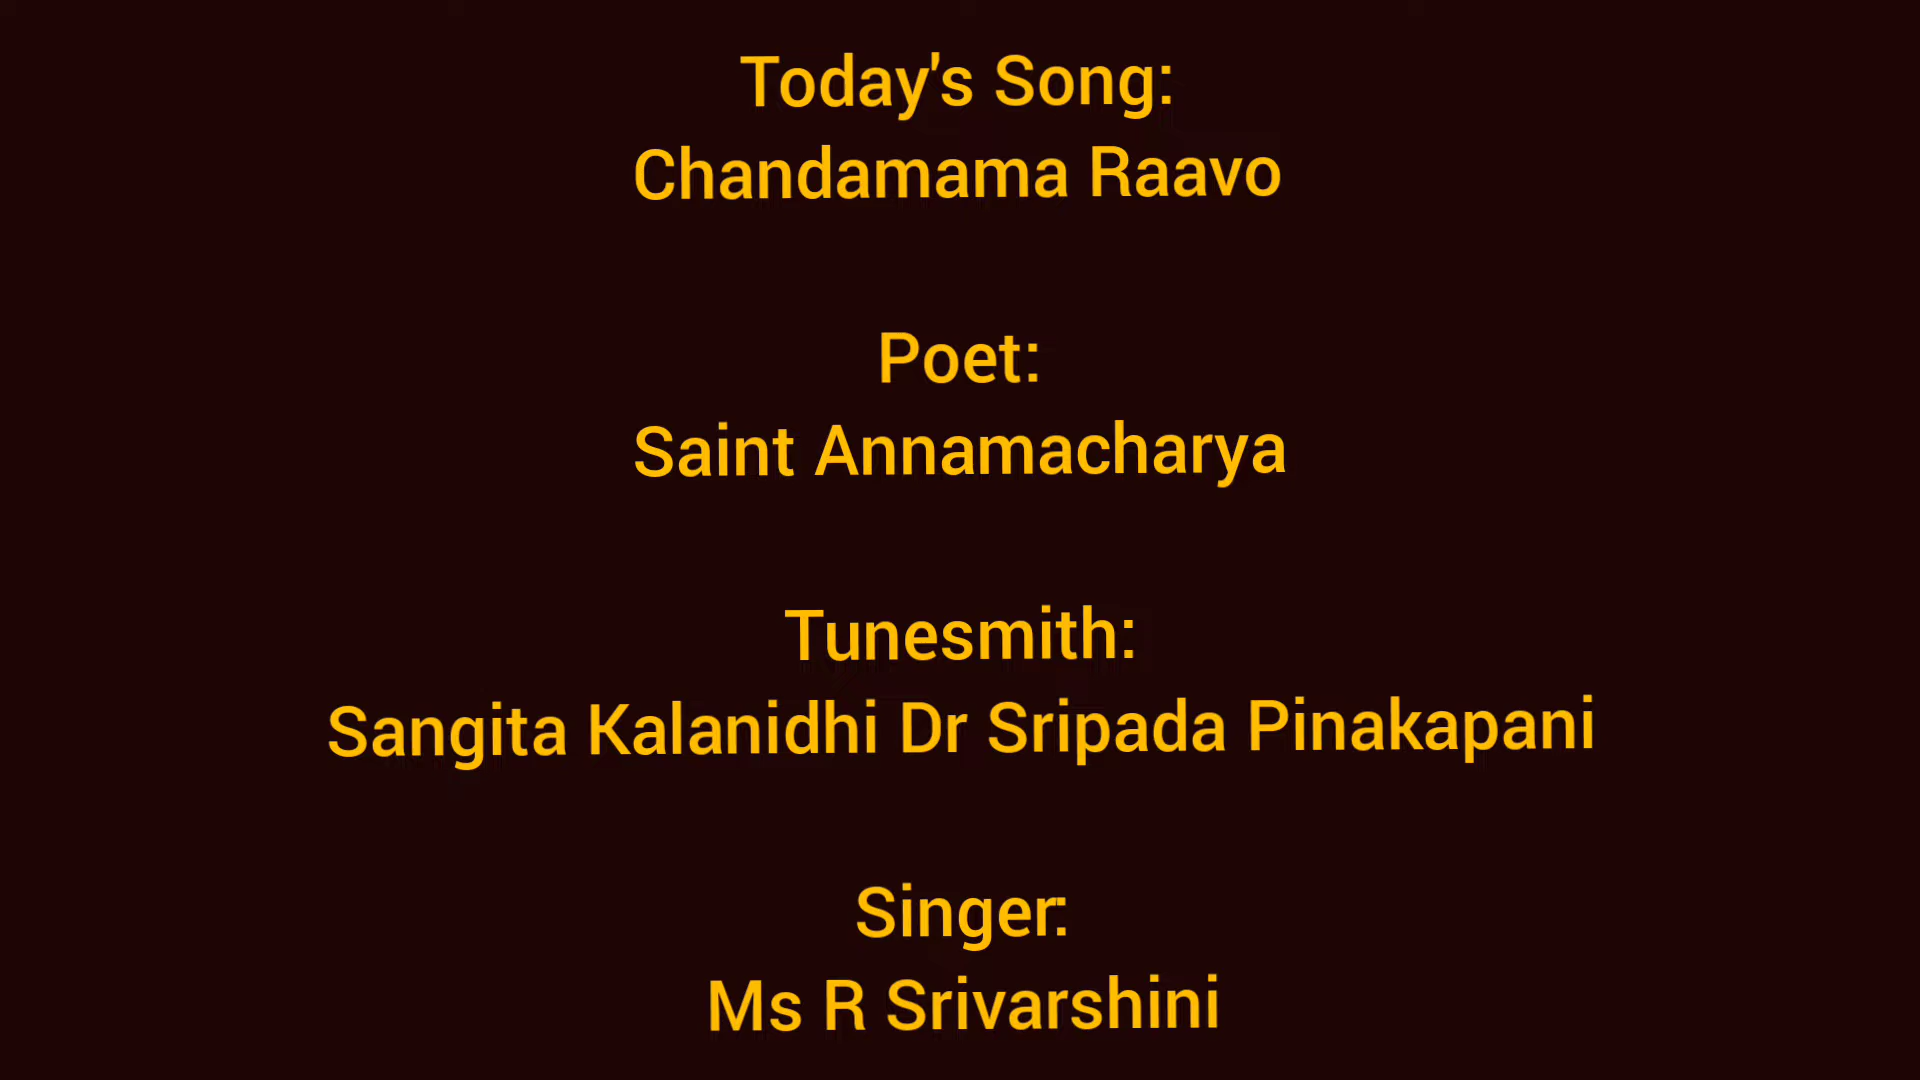 Today's Song:
Chandamama Raavo
Poet:
Saint Annamacharya
Tunesmith:
Sangita Kalanidhi Dr Sripada Pinakapani
Singer:
Ms R Srivarshini